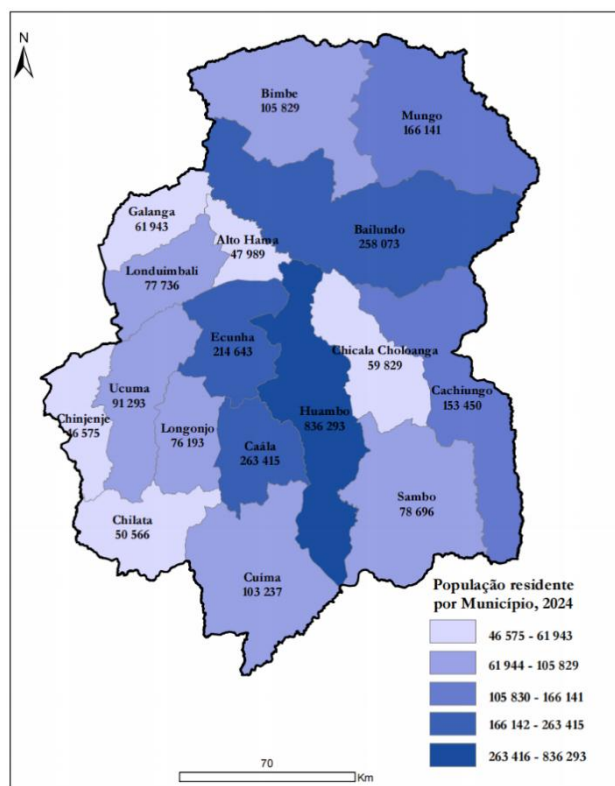 N
Bimbe
105 829
Mungo
166 141
Galanga
61 943
Alto Hama
47 989
Bailundo
258 073
Londuimbali
77 736
Ecunha
214 643
Chicala Choloanga
59 829
Ucuma
91 293
Cachiungo
153 450
Chinjenje
46 575
Longonjo
76 193
Huambo
836 293
Caála
263 415
Sambo
78 696
Chilata
50 566
Cuima
103 237
População residente
por Município, 2024
46 575 - 61 943
61 944 - 105 829
105 830 - 166 141
166 142 - 263 415
263 416 - 836 293
70
Km